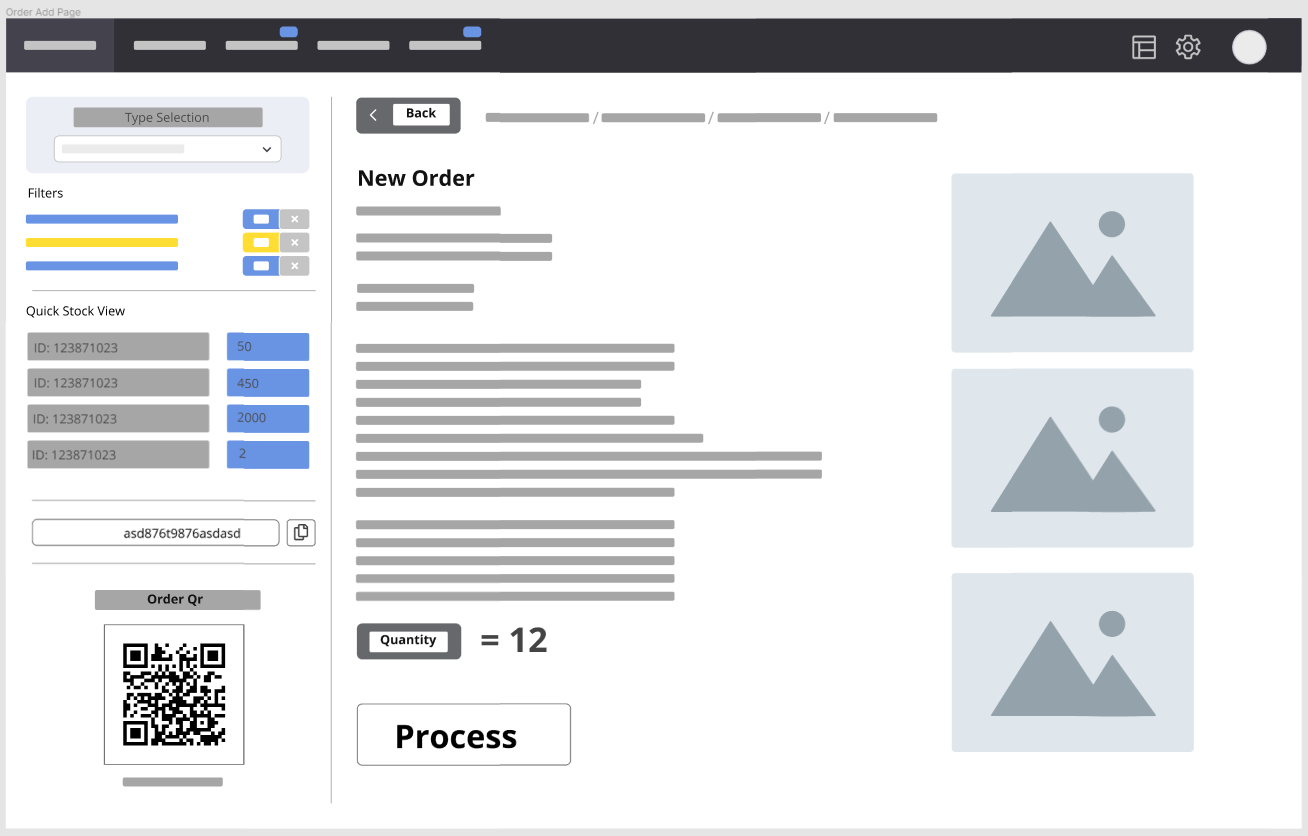 Order Add Page
Type Selection
Filters
Quick Stock View
ID: 123871023
50
ID: 123871023
450
ID: 123871023
2000
ID: 123871023
2
asd876t9876asdasd
Order Qr
Back
/ / /
New Order
Quantity = 12
Process